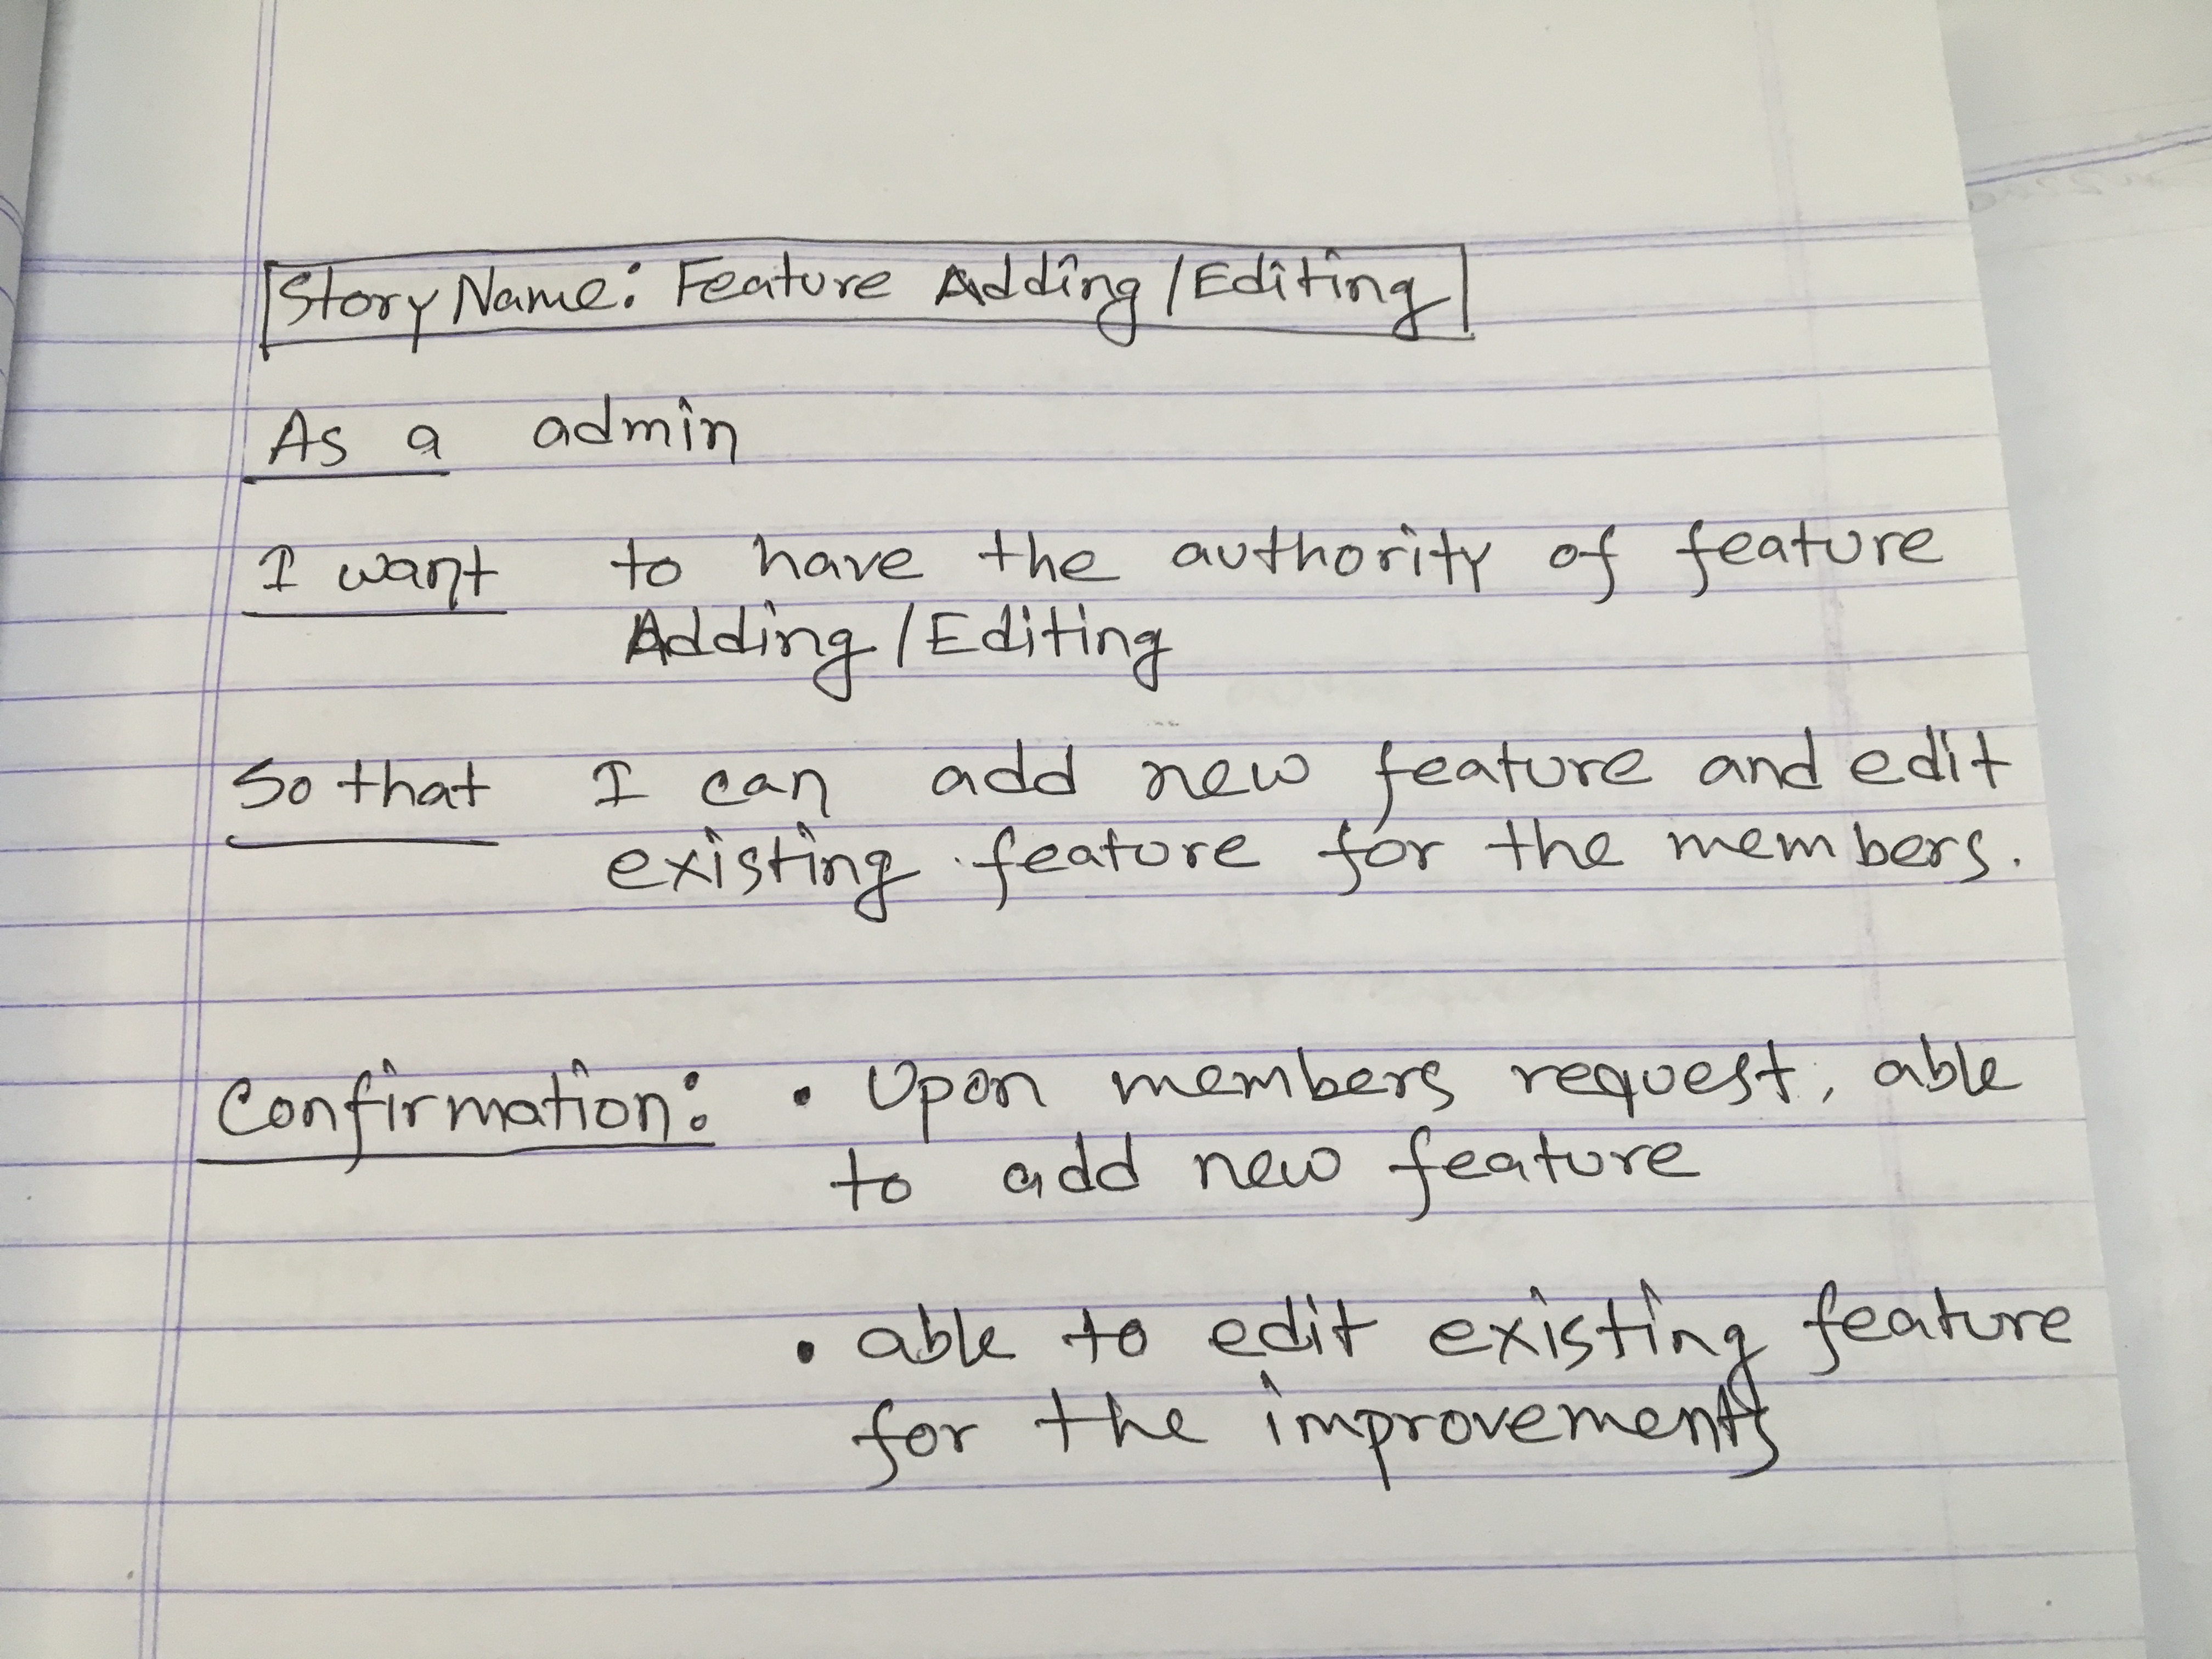 Story Name: Feature Adding/Editing
As a admin
I want to have the authority of feature
Adding/Editing
So that I can add new feature and edit
existing feature for the members.
Confirmation: • Upon members request, able
to add new feature
• able to edit existing feature
for the improvements